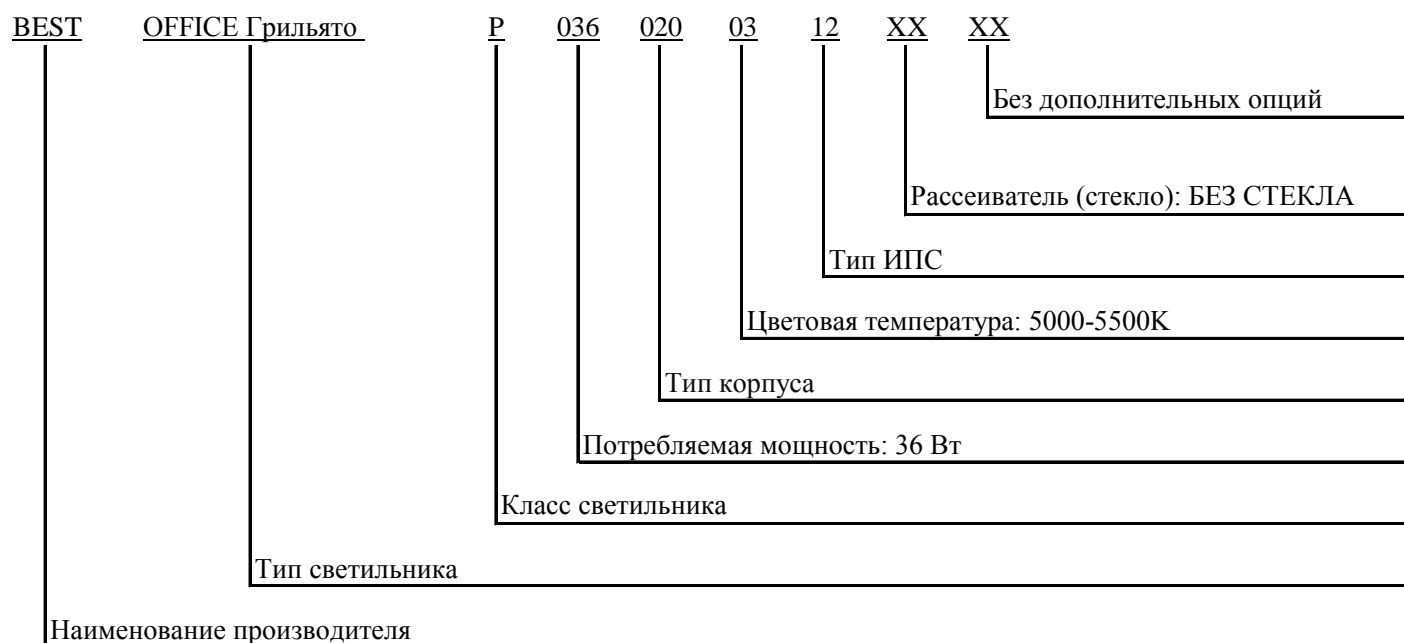 BEST OFFICE Грильято P 036 020 03 12 XX XX
Без дополнительных опций
Рассеиватель (стекло): БЕЗ СТЕКЛА
Тип ИПС
Цветовая температура: 5000-5500K
Тип корпуса
Потребляемая мощность: 36 Вт
Класс светильника
Тип светильника
Наименование производителя